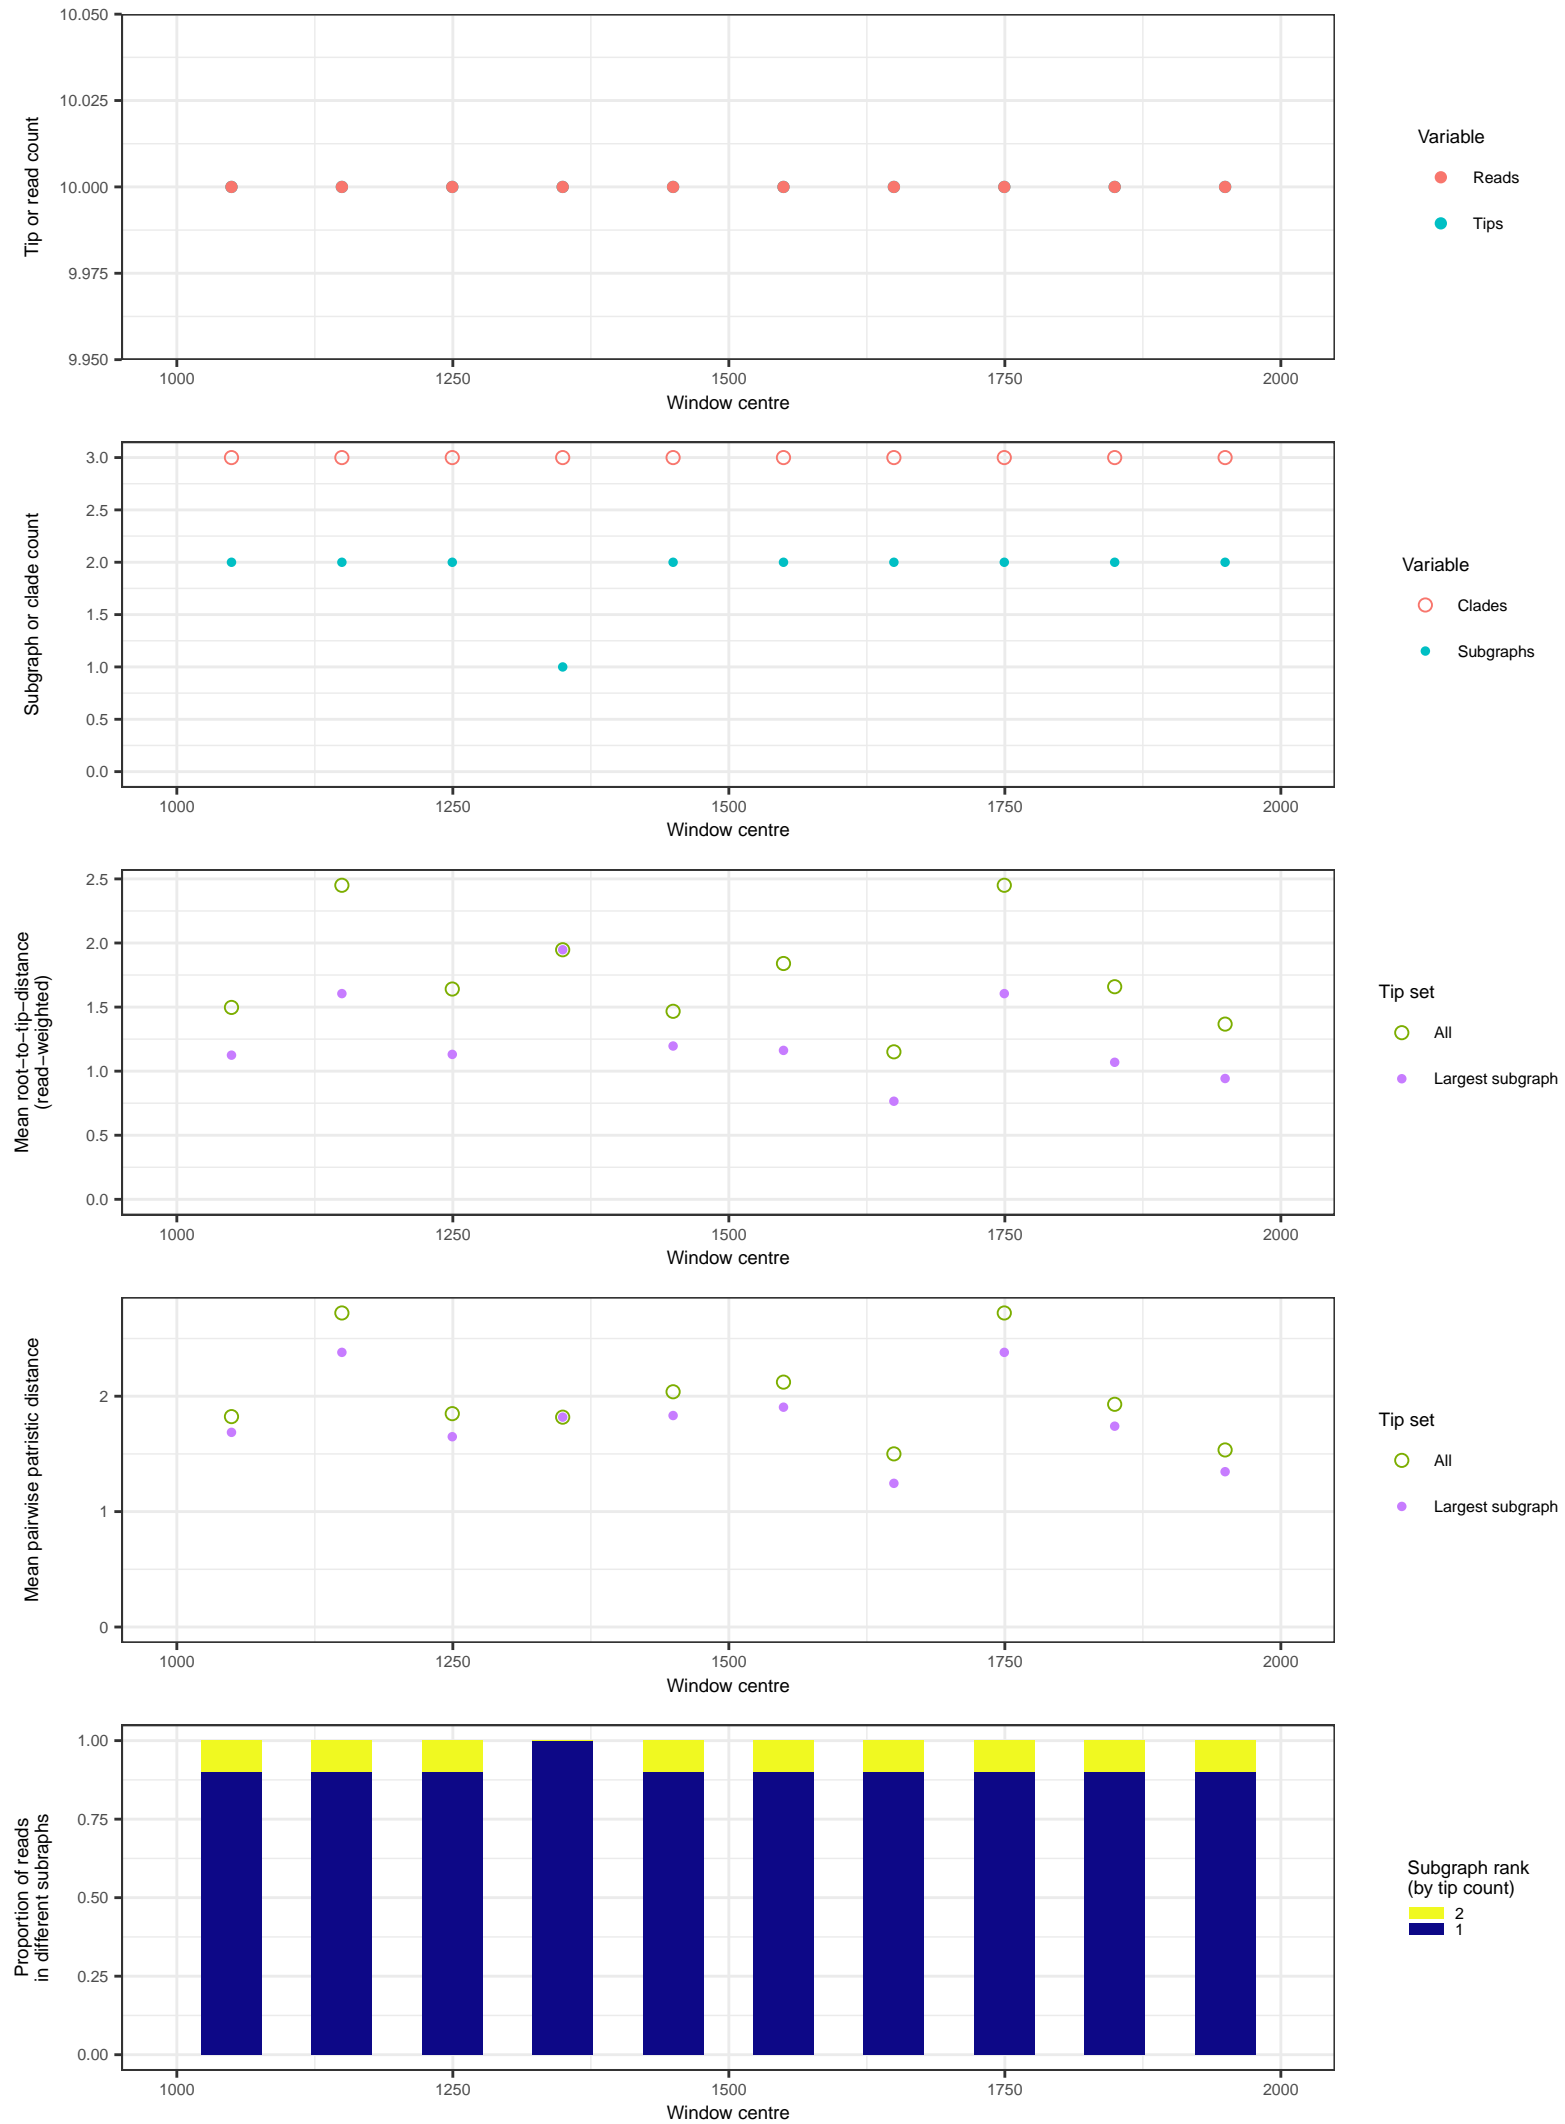 10.050
10.025
10.000
9.975
9.950
Tip or read count
1000 1250 1500 1750 2000
Window centre
Variable
Reads
Tips
3.0
2.5
2.0
1.5
1.0
0.5
0.0
Subgraph or clade count
1000 1250 1500 1750 2000
Window centre
Variable
Clades
Subgraphs
2.5
2.0
1.5
1.0
0.5
0.0
Mean root−to−tip−distance
(read−weighted)
1000 1250 1500 1750 2000
Window centre
Tip set
All
Largest subgraph
2
1
0
Mean pairwise patristic distance
1000 1250 1500 1750 2000
Window centre
Tip set
All
Largest subgraph
1.00
0.75
0.50
0.25
0.00
Proportion of reads
in different subraphs
1000 1250 1500 1750 2000
Window centre
Subgraph rank
(by tip count)
2
1